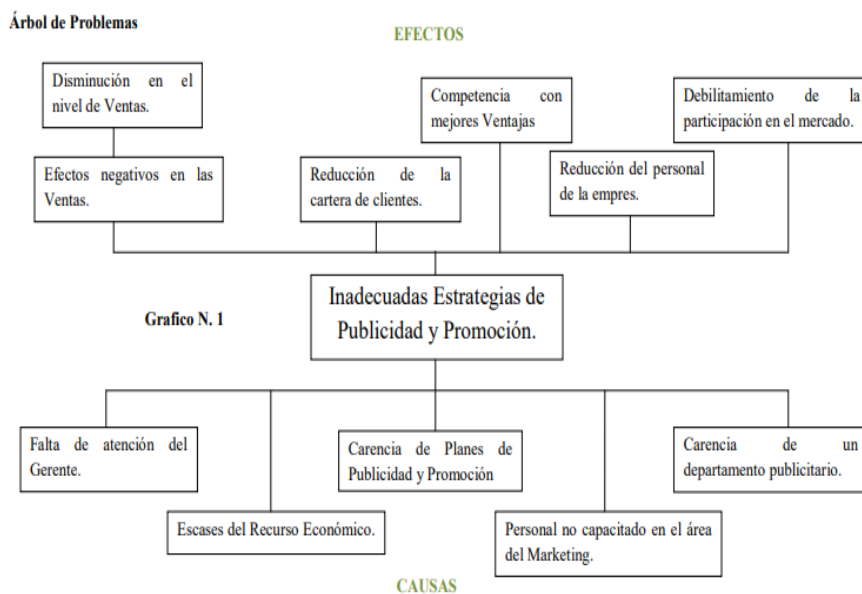 Árbol de Problemas
EFECTOS
Disminución en el
nivel de Ventas.
Competencia con
mejores Ventajas
Debilitamiento de la
participación en el mercado.
Efectos negativos en las
Ventas.
Reducción de la
cartera de clientes.
Reducción del personal
de la empres.
Inadecuadas Estrategias de
Publicidad y Promoción.
Grafico N. 1
Falta de atención del
Gerente.
Carencia de Planes de
Publicidad y Promoción
Carencia de un
departamento publicitario.
Escases del Recurso Económico.
Personal no capacitado en el área
del Marketing.
CAUSAS